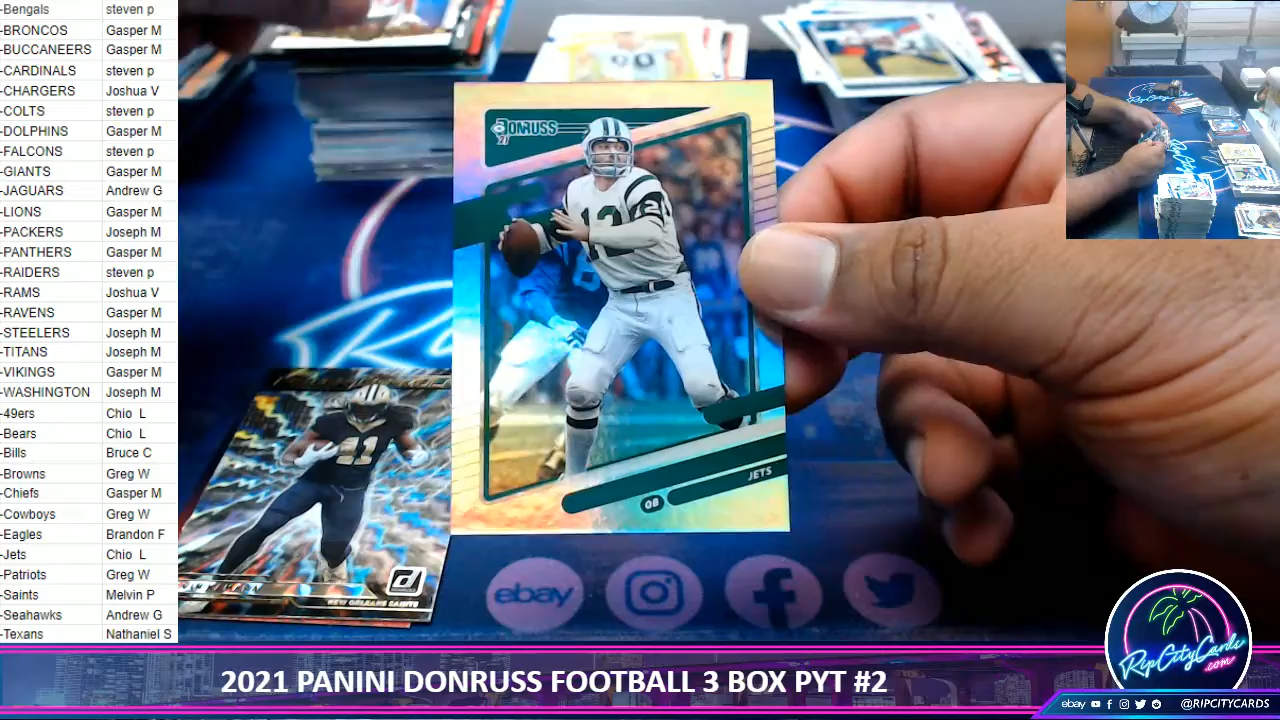 -Bengals steven p
-BRONCOS Gasper M
-BUCCANEERS Gasper M
-CARDINALS steven p
-CHARGERS Joshua V
-COLTS steven p
-DOLPHINS Gasper M
-FALCONS steven p
-GIANTS Gasper M
-JAGUARS Andrew G
-LIONS Gasper M
-PACKERS Joseph M
-PANTHERS Gasper M
-RAIDERS steven p
-RAMS Joshua V
-RAVENS Gasper M
-STEELERS Joseph M
-TITANS Joseph M
-VIKINGS Gasper M
-WASHINGTON Joseph M
-49ers Chio L
-Bears Chio L
-Bills Bruce C
-Browns Greg W
-Chiefs Gasper M
-Cowboys Greg W
-Eagles Brandon F
-Jets Chio L
-Patriots Greg W
-Saints Melvin P
-Seahawks Andrew G
-Texans Nathaniel S
DONRUSS
21
12
12
JETS
QB
41
NEW ORLEANS SAINTS
ebay
RipCityCards
.com
2021 PANINI DONRUSS FOOTBALL 3 BOX PYT #2
ebay @RIPCITYCARDS